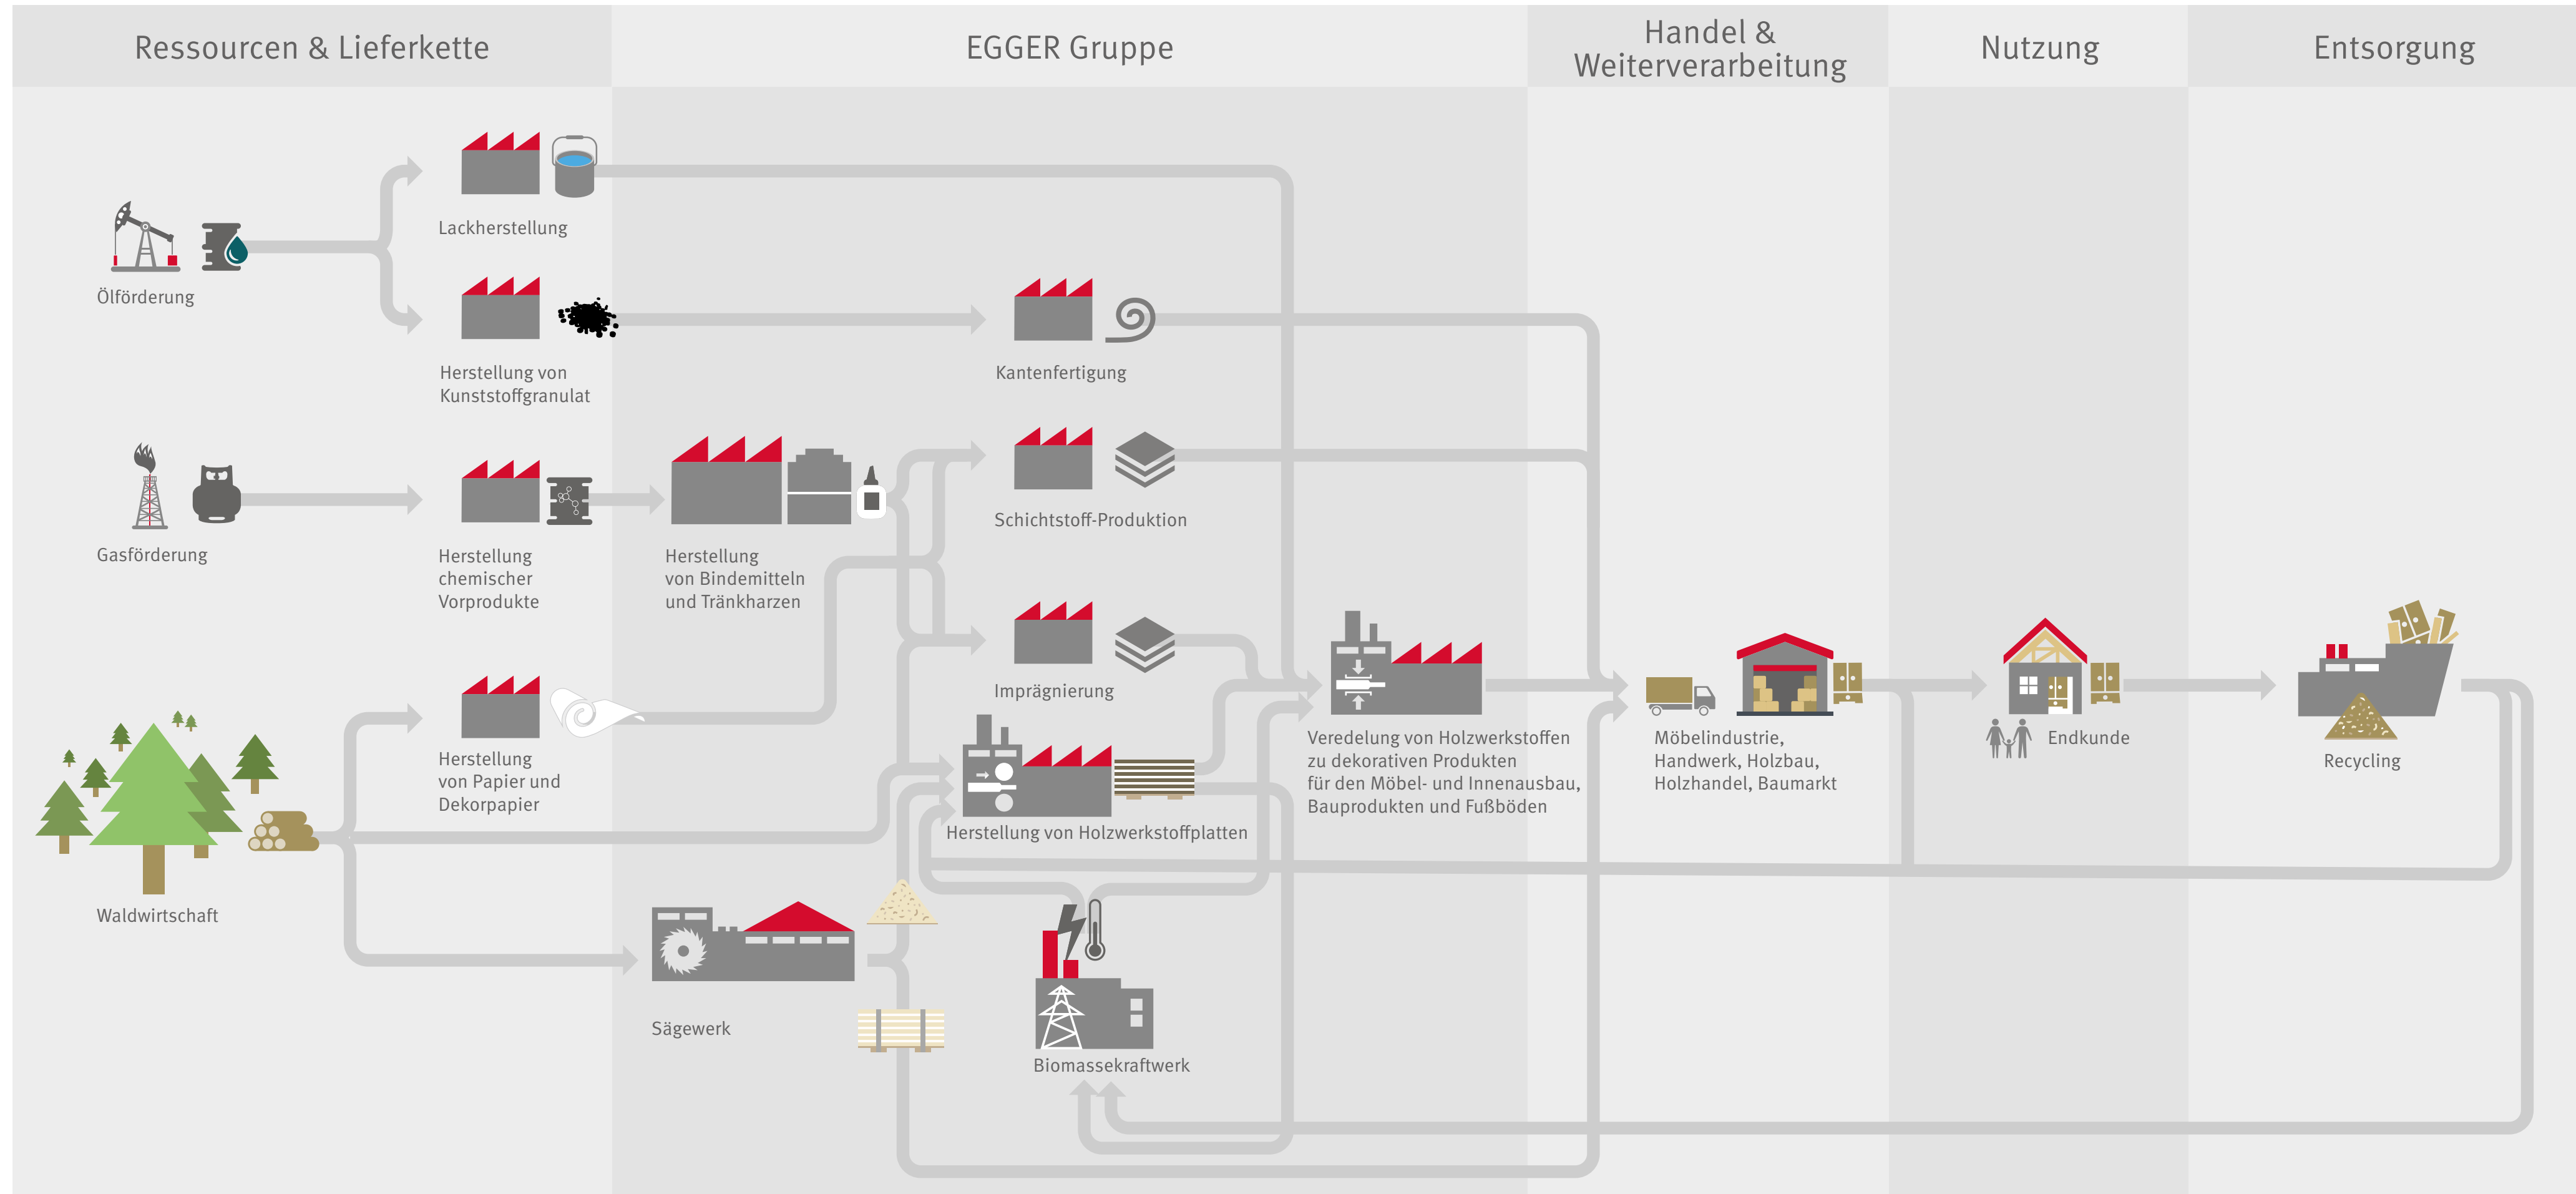 Ressourcen & Lieferkette
EGGER Gruppe
Handel &
Weiterverarbeitung
Nutzung
Entsorgung
Lackherstellung
Ölförderung
Herstellung von
Kunststoffgranulat
Kantenfertigung
Gasförderung
Herstellung
chemischer
Vorprodukte
Herstellung
von Bindemitteln
und Tränkharzen
Schichtstoff-Produktion
Imprägnierung
Herstellung
von Papier und
Dekorpapier
Waldwirtschaft
Herstellung von Holzwerkstoffplatten
Veredelung von Holzwerkstoffen
zu dekorativen Produkten
für den Möbel- und Innenausbau,
Bauprodukten und Fußböden
Möbelindustrie,
Handwerk, Holzbau,
Holzhandel, Baumarkt
Endkunde
Recycling
Sägewerk
Biomassekraftwerk